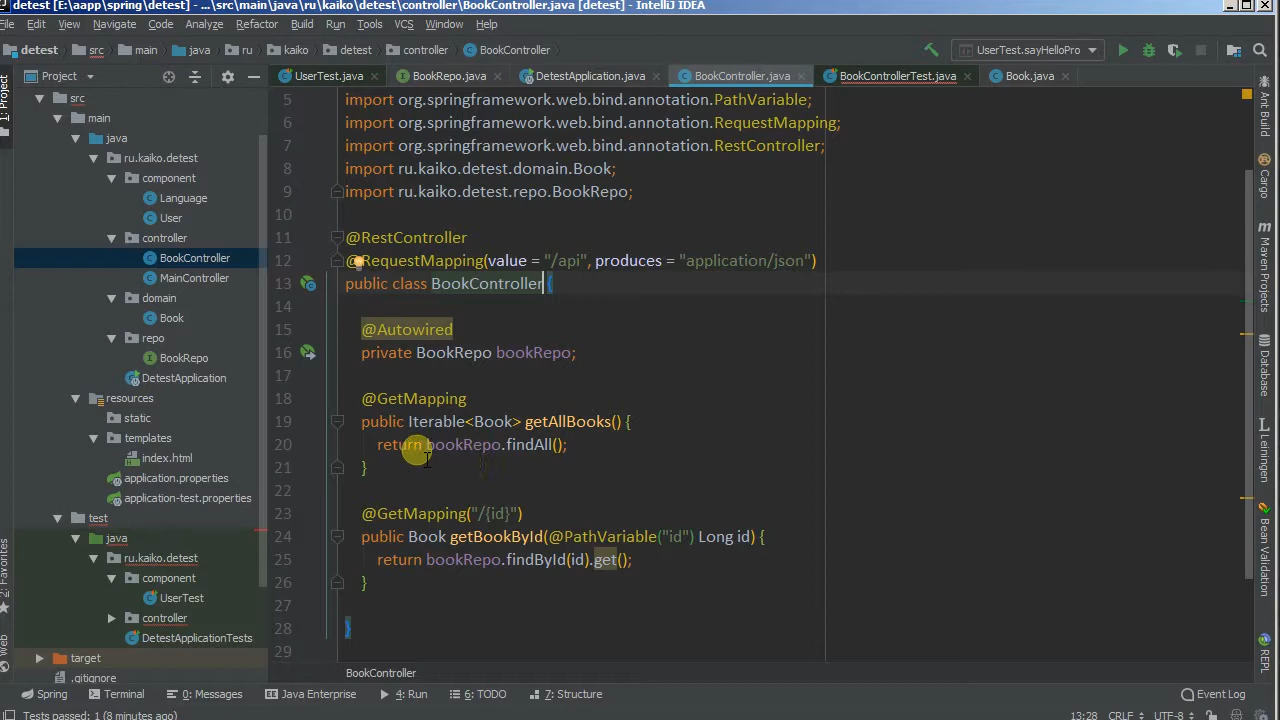 detest [E:\aapp\spring\detest] - ...\src\main\java\ru\kaiko\detest\controller\BookController.java [detest] - IntelliJ IDEA
File Edit View Navigate Code Analyze Refactor Build Run Tools VCS Window Help
detest src main java ru kaiko detest controller BookController UserTest.sayHelloPro
Project UserTest.java BookRepo.java DetestApplication.java BookController.java BookControllerTest.java Book.java
src
main
java
ru.kaiko.detest
component
Language
User
controller
BookController
MainController
domain
Book
repo
BookRepo
DetestApplication
resources
static
templates
index.html
application.properties
application-test.properties
test
java
ru.kaiko.detest
component
UserTest
controller
DetestApplicationTests
target
.gitignore
5 import org.springframework.web.bind.annotation.PathVariable;
6 import org.springframework.web.bind.annotation.RequestMapping;
7 import org.springframework.web.bind.annotation.RestController;
8 import ru.kaiko.detest.domain.Book;
9 import ru.kaiko.detest.repo.BookRepo;
10
11 @RestController
12 @RequestMapping(value = "/api", produces = "application/json")
13 public class BookController {
14
15 @Autowired
16 private BookRepo bookRepo;
17
18 @GetMapping
19 public Iterable<Book> getAllBooks() {
20 return bookRepo.findAll();
21 }
22
23 @GetMapping("/{id}")
24 public Book getBookById(@PathVariable("id") Long id) {
25 return bookRepo.findById(id).get();
26 }
27
28 }
29
BookController
1: Project
2: Favorites
Web
Ant Build
Cargo
Maven
Database
Bean Validation
REPL
Spring Terminal 0: Messages Java Enterprise 4: Run 6: TODO 7: Structure Event Log
Tests passed: 1 (8 minutes ago) 13:28 CRLF UTF-8